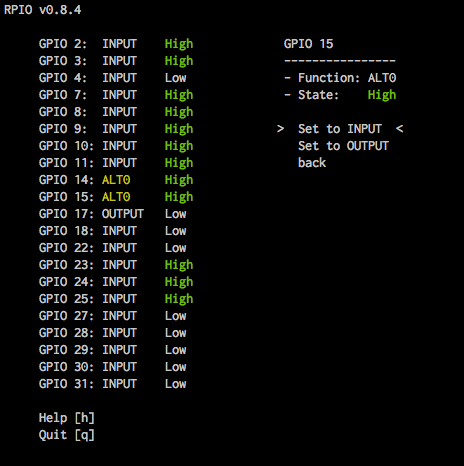 RPIO v0.8.4
GPIO 2: INPUT High
GPIO 3: INPUT High
GPIO 4: INPUT Low
GPIO 7: INPUT High
GPIO 8: INPUT High
GPIO 9: INPUT High
GPIO 10: INPUT High
GPIO 11: INPUT High
GPIO 14: ALT0 High
GPIO 15: ALT0 High
GPIO 17: OUTPUT Low
GPIO 18: INPUT Low
GPIO 22: INPUT Low
GPIO 23: INPUT High
GPIO 24: INPUT High
GPIO 25: INPUT High
GPIO 27: INPUT Low
GPIO 28: INPUT Low
GPIO 29: INPUT Low
GPIO 30: INPUT Low
GPIO 31: INPUT Low
Help [h]
Quit [q]
GPIO 15
----------------
- Function: ALT0
- State: High
> Set to INPUT <
Set to OUTPUT
back